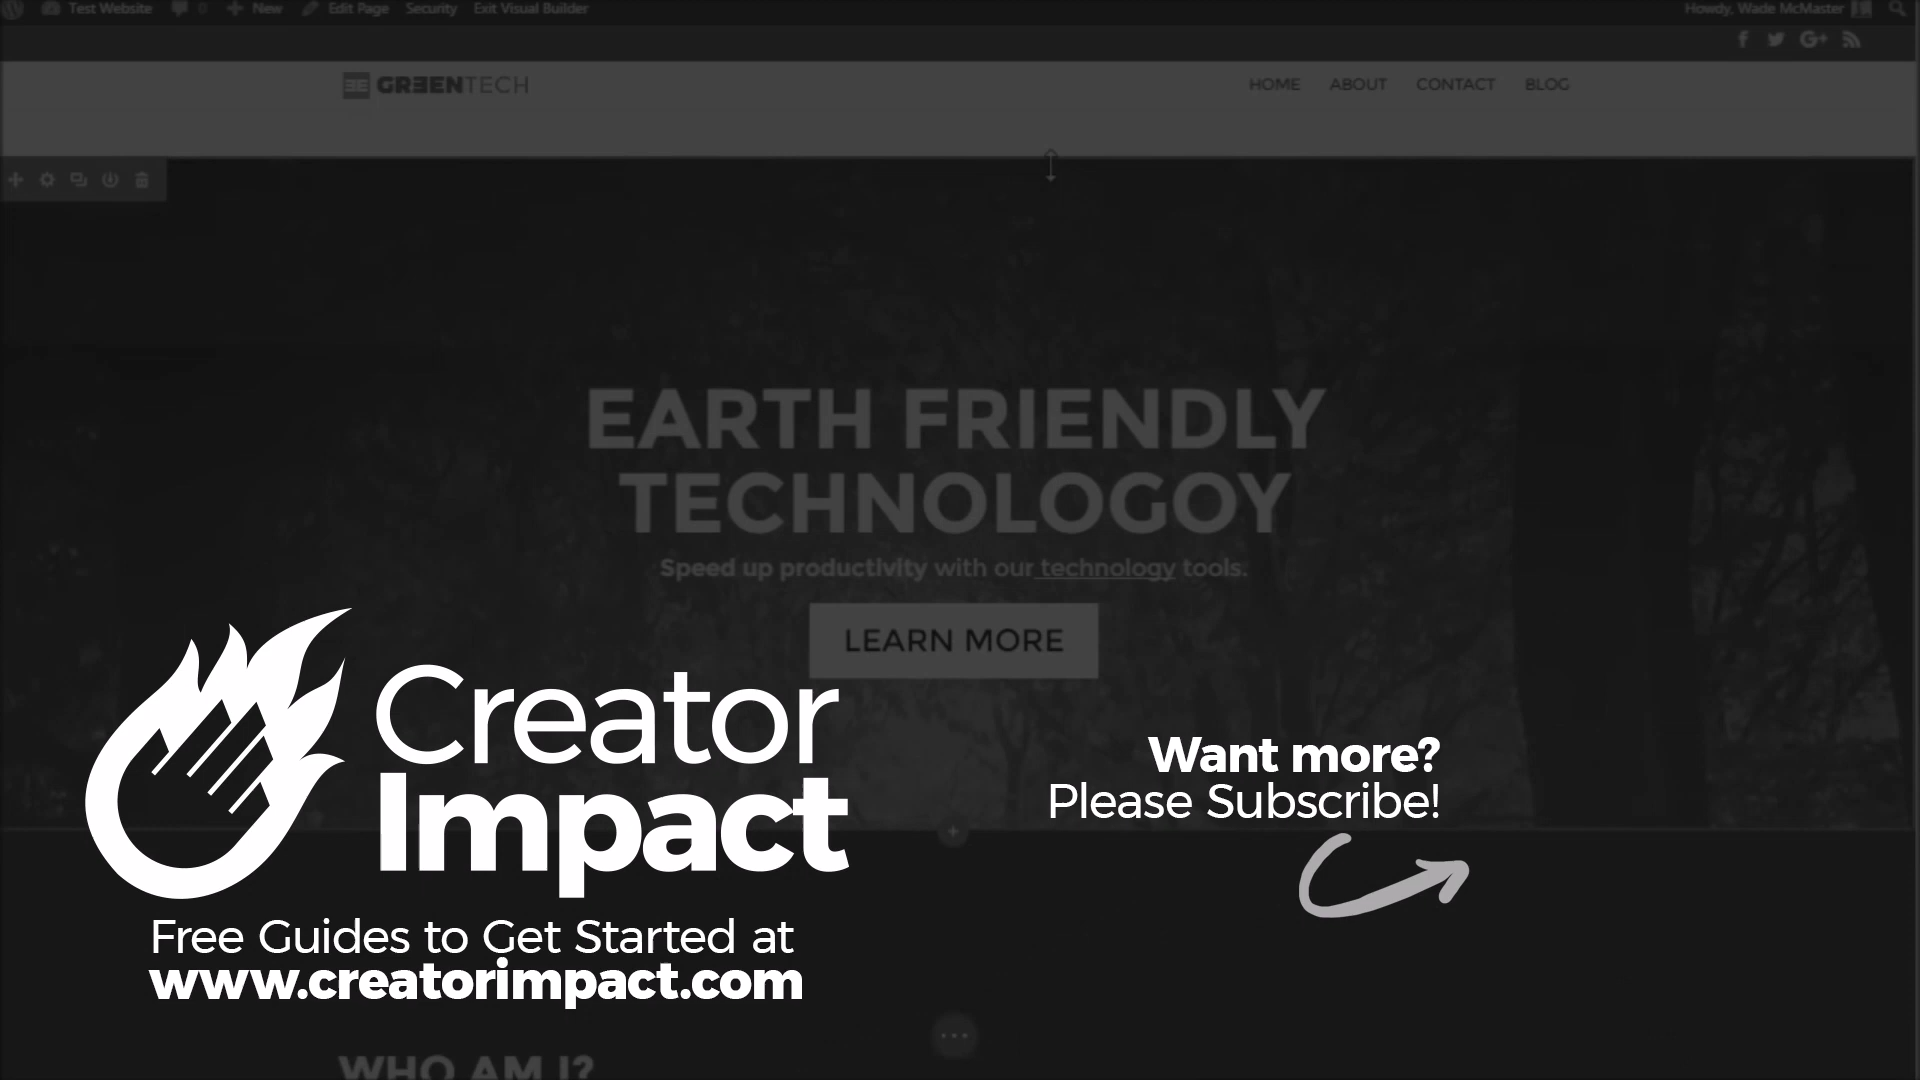 Test Website 0 New Edit Page Security Exit Visual Builder Howdy, Wade McMaster
GREENTECH HOME ABOUT CONTACT BLOG
EARTH FRIENDLY
TECHNOLOGOY
Speed up productivity with our technology tools.
LEARN MORE
Creator
Impact
Want more?
Please Subscribe!
Free Guides to Get Started at
www.creatorimpact.com
WHO AM I?